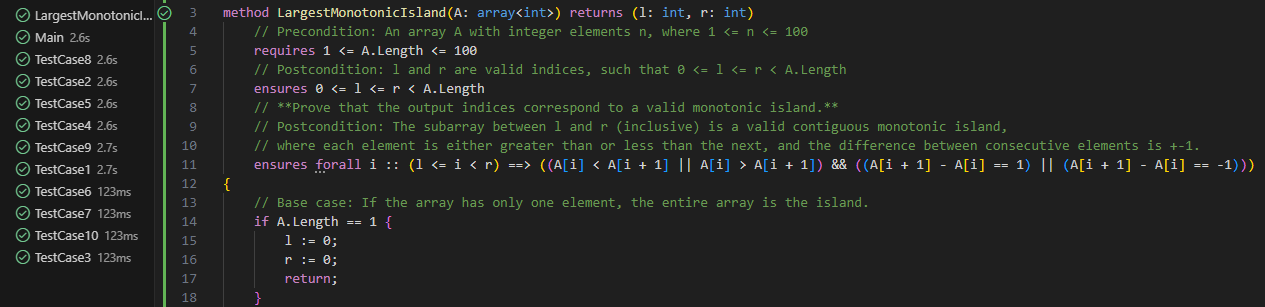 LargestMonotonicI...
Main 2.6s
TestCase8 2.6s
TestCase2 2.6s
TestCase5 2.6s
TestCase4 2.6s
TestCase9 2.7s
TestCase1 2.7s
TestCase6 123ms
TestCase7 123ms
TestCase10 123ms
TestCase3 123ms
3 method LargestMonotonicIsland(A: array<int>) returns (l: int, r: int)
4 // Precondition: An array A with integer elements n, where 1 <= n <= 100
5 requires 1 <= A.Length <= 100
6 // Postcondition: l and r are valid indices, such that 0 <= l <= r < A.Length
7 ensures 0 <= l <= r < A.Length
8 // **Prove that the output indices correspond to a valid monotonic island.**
9 // Postcondition: The subarray between l and r (inclusive) is a valid contiguous monotonic island,
10 // where each element is either greater than or less than the next, and the difference between consecutive elements is +-1.
11 ensures forall i :: (l <= i < r) ==> ((A[i] < A[i + 1] || A[i] > A[i + 1]) && ((A[i + 1] - A[i] == 1) || (A[i + 1] - A[i] == -1)))
12 {
13 // Base case: If the array has only one element, the entire array is the island.
14 if A.Length == 1 {
15 l := 0;
16 r := 0;
17 return;
18 }